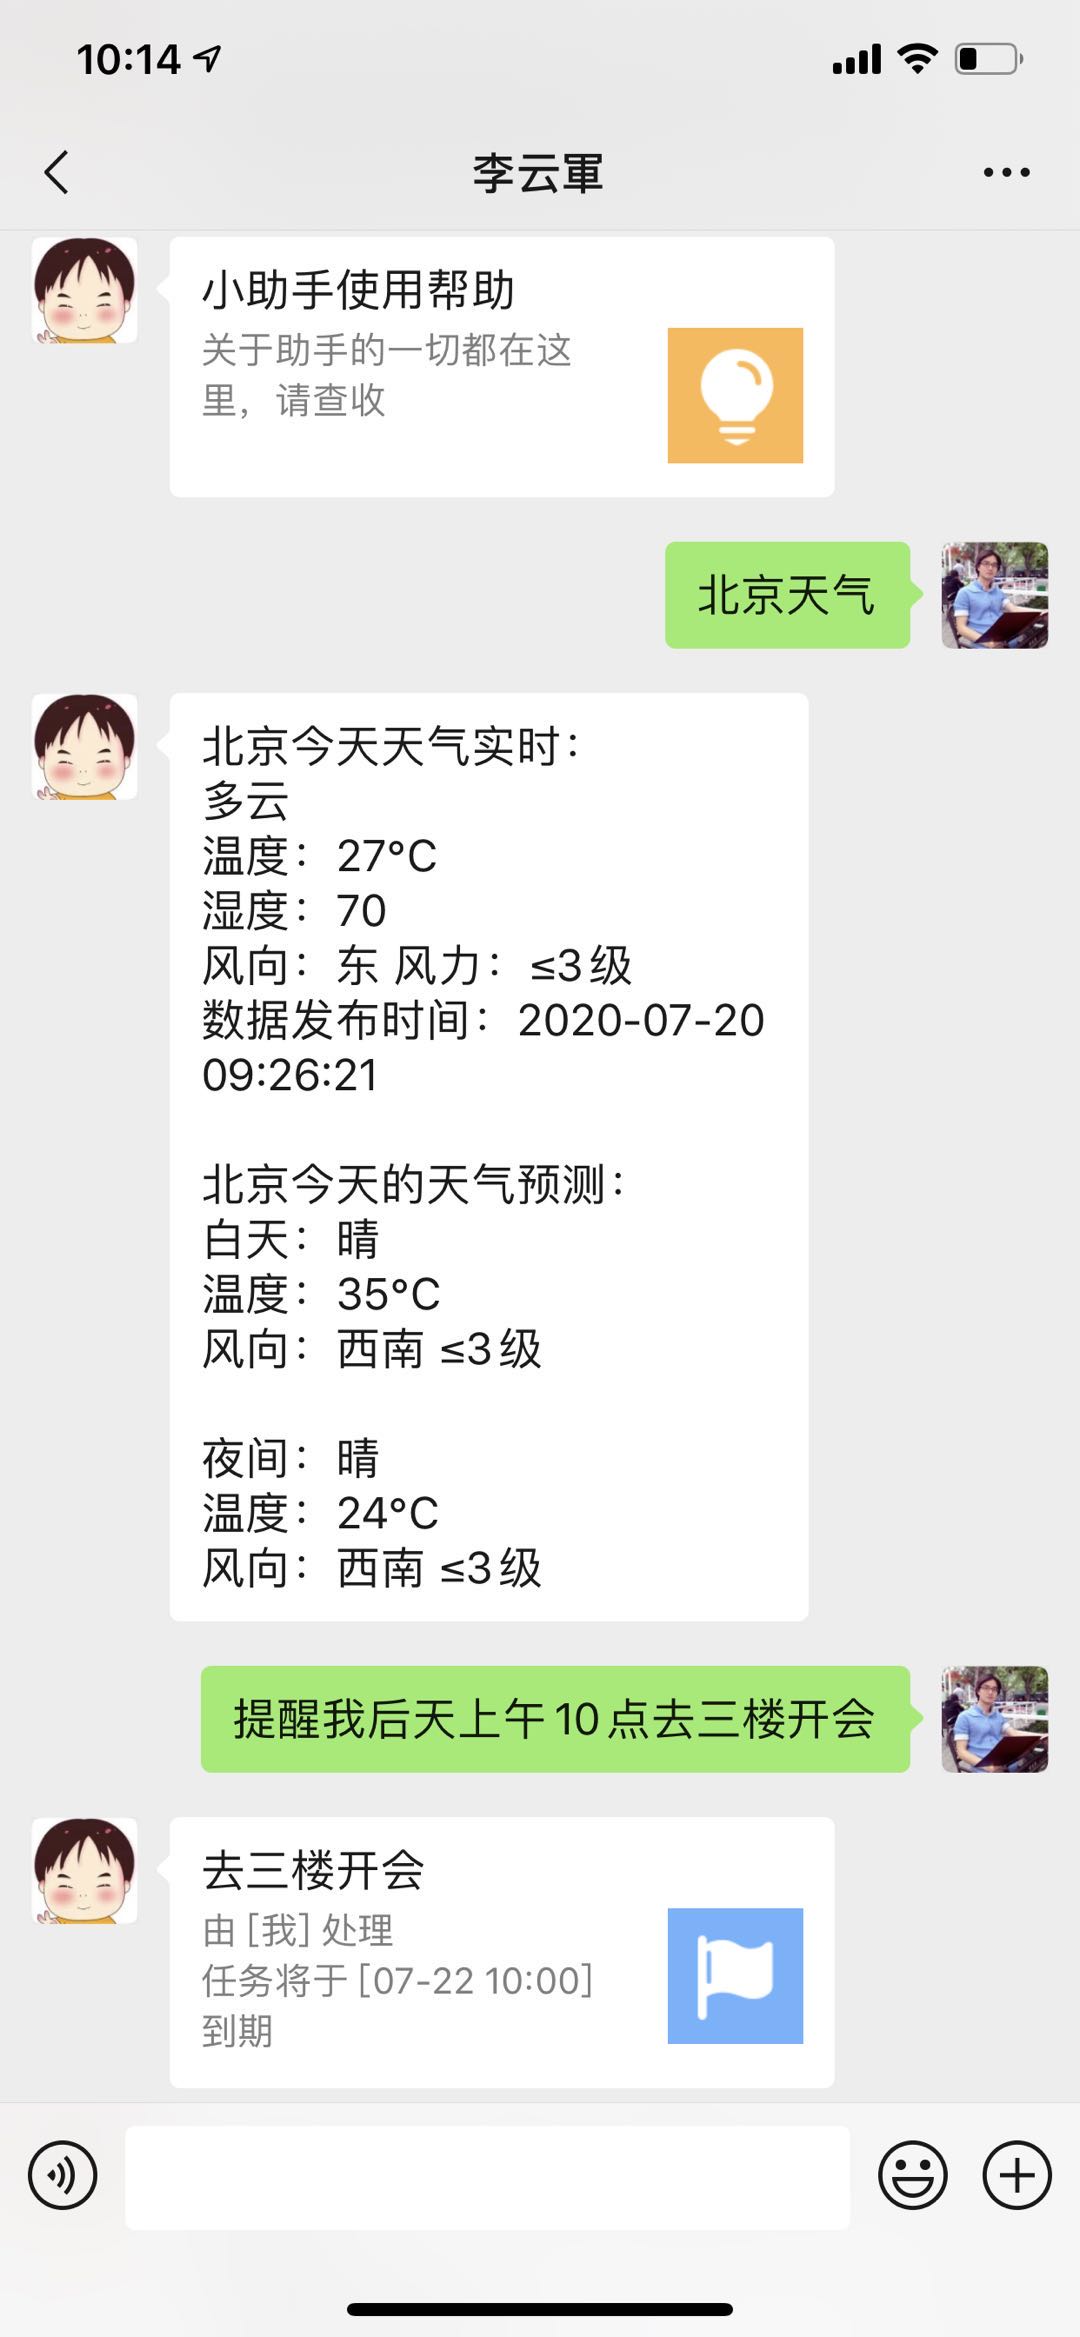 10:14
李云軍
小助手使用帮助
关于助手的一切都在这
里，请查收
北京天气
北京今天天气实时：
多云
温度：27°C
湿度：70
风向：东 风力：≤3级
数据发布时间：2020-07-20
09:26:21
北京今天的天气预测：
白天：晴
温度：35°C
风向：西南 ≤3级
夜间：晴
温度：24°C
风向：西南 ≤3级
提醒我后天上午10点去三楼开会
去三楼开会
由 [我] 处理
任务将于 [07-22 10:00]
到期